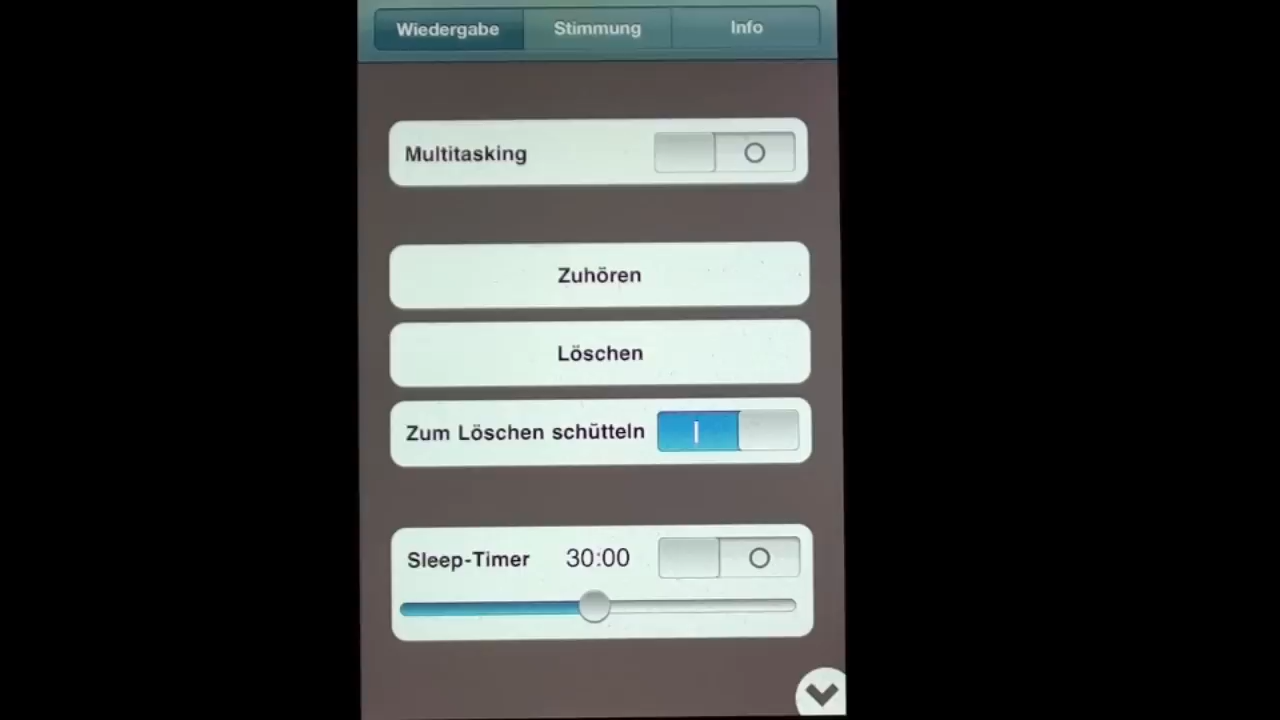 Wiedergabe Stimmung Info
Multitasking
Zuhören
Löschen
Zum Löschen schütteln
Sleep-Timer 30:00